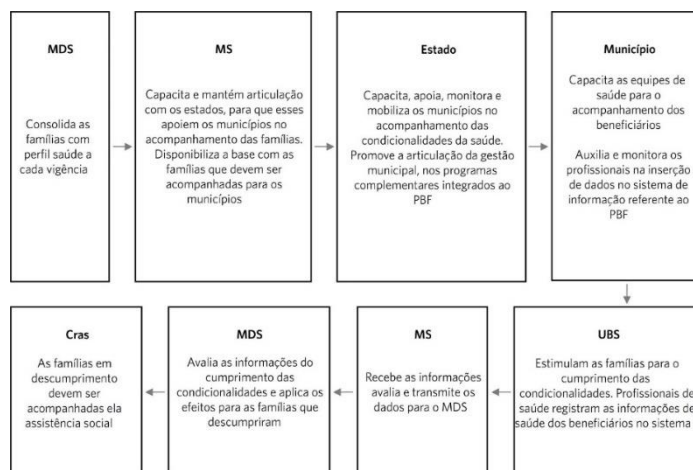 MDS
Consolida as
famílias com
perfil saúde a
cada vigência
MS
Capacita e mantém articulação
com os estados, para que esses
apoiem os municípios no
acompanhamento das famílias.
Disponibiliza a base com as
famílias que devem ser
acompanhadas para os
municípios
Estado
Capacita, apoia, monitora e
mobiliza os municípios no
acompanhamento das
condicionalidades da saúde.
Promove a articulação da gestão
municipal, nos programas
complementares integrados ao
PBF
Município
Capacita as equipes
de saúde para o
acompanhamento dos
beneficiários
Auxilia e monitora os
profissionais na inserção
de dados no sistema de
informação referente ao
PBF
Cras
As famílias em
descumprimento
devem ser
acompanhadas ela
assistência social
MDS
Avalia as informações do
cumprimento das
condicionalidades e aplica os
efeitos para as famílias que
descumpriram
MS
Recebe as informações
avalia e transmite os
dados para o MDS
UBS
Estimulam as famílias para o
cumprimento das
condicionalidades. Profissionais de
saúde registram as informações de
saúde dos beneficiários no sistema